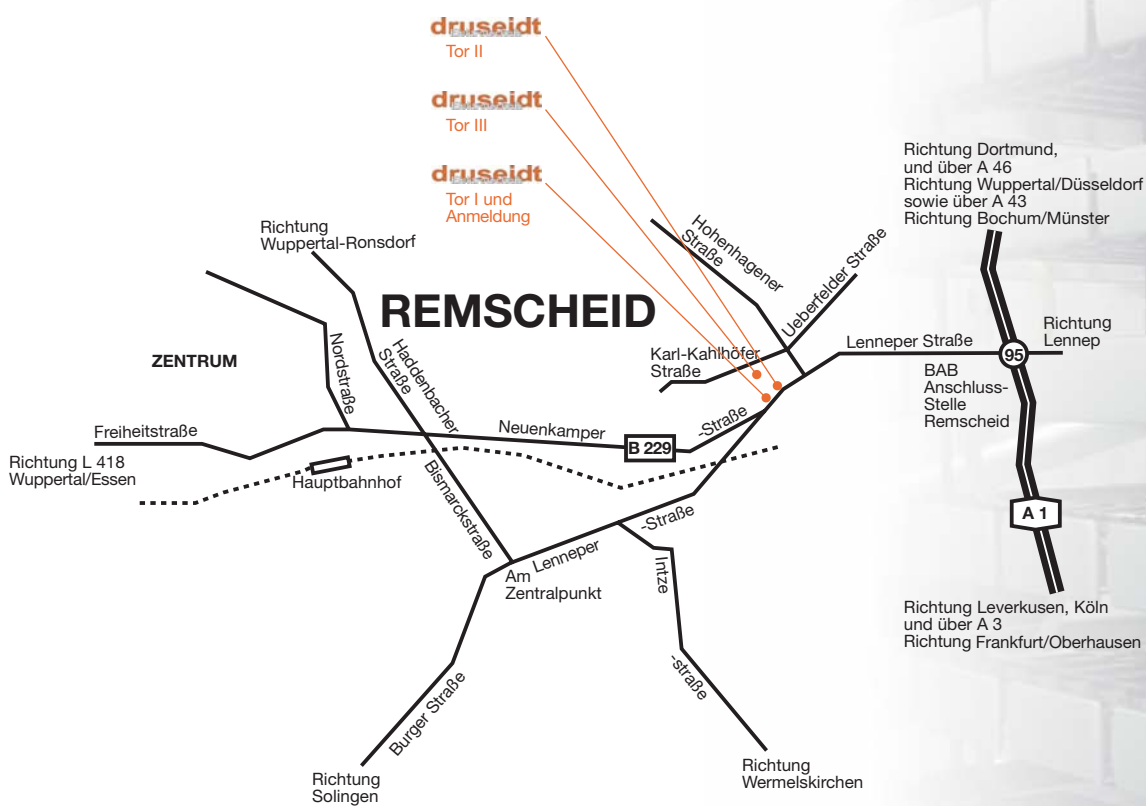 druseidt
Tor II
druseidt
Tor III
druseidt
Tor I und
Anmeldung
Richtung Dortmund,
und über A 46
Richtung Wuppertal/Düsseldorf
sowie über A 43
Richtung Bochum/Münster
Richtung
Wuppertal-Ronsdorf
Hohenhagener
Straße
Ueberfelder Straße
REMSCHEID
ZENTRUM
Nordstraße
Haddenbacher
Straße
Karl-Kahlhöfer
Straße
Lenneper Straße
95
Richtung
Lennep
BAB
Anschluss-
Stelle
Remscheid
Freiheitstraße
Neuenkamper
B 229
-Straße
Richtung L 418
Wuppertal/Essen
Hauptbahnhof
Bismarckstraße
A 1
Lenneper
-Straße
Am
Zentralpunkt
Intze
-straße
Burger Straße
Richtung Leverkusen, Köln
und über A 3
Richtung Frankfurt/Oberhausen
Richtung
Solingen
Richtung
Wermelskirchen